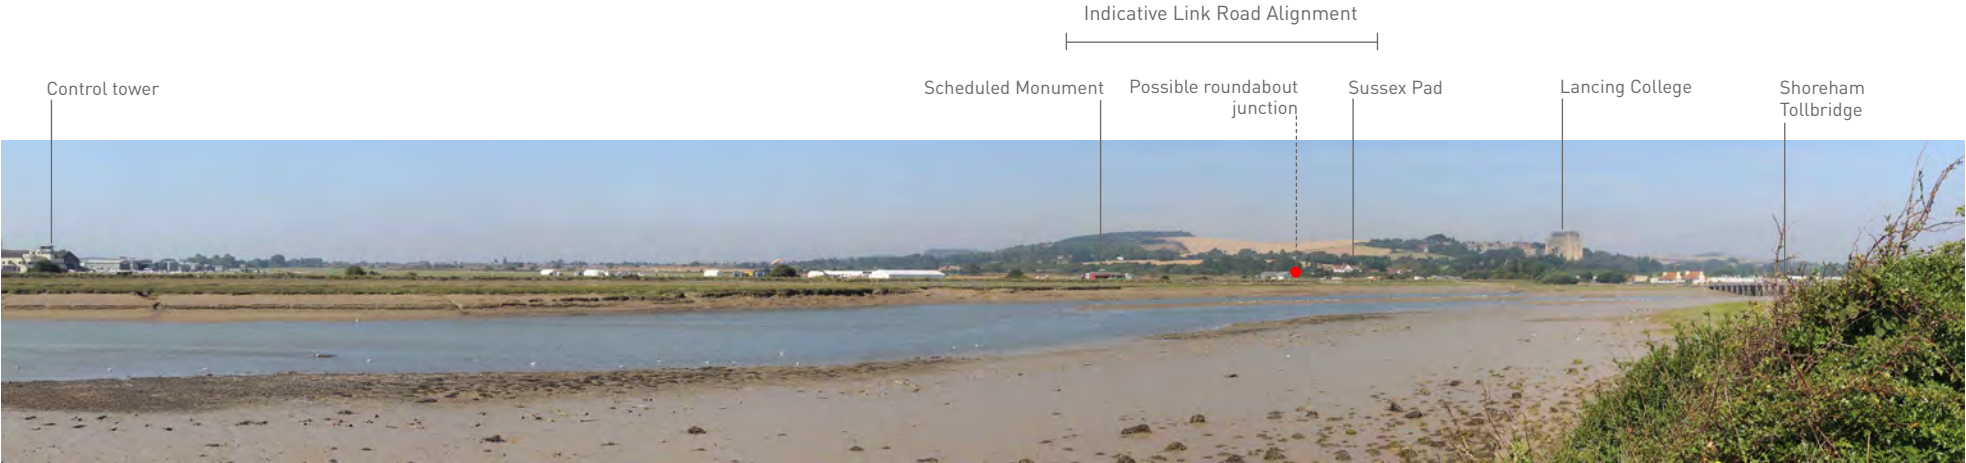 Indicative Link Road Alignment
Control tower
Scheduled Monument
Possible roundabout
junction
Sussex Pad
Lancing College
Shoreham
Tollbridge